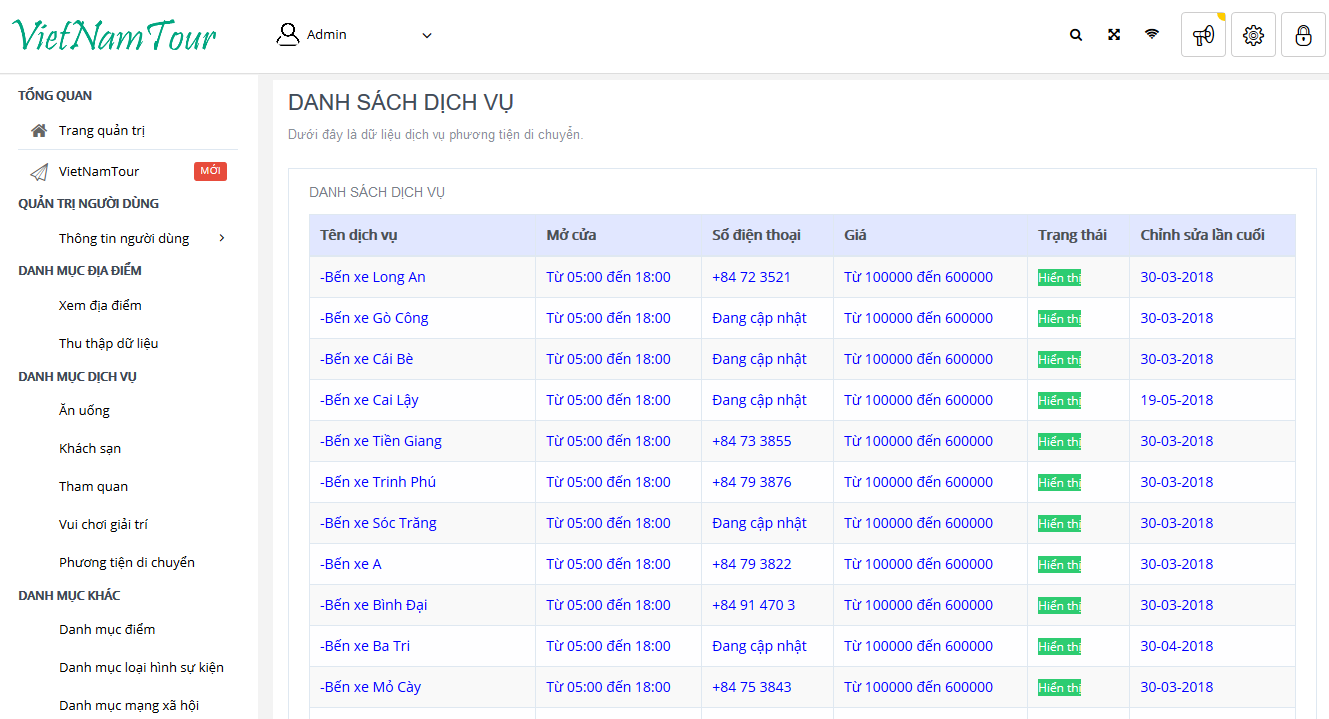 VietNamTour
Admin
TỔNG QUAN
Trang quản trị
VietNamTour MỚI
QUẢN TRỊ NGƯỜI DÙNG
Thông tin người dùng
DANH MỤC ĐỊA ĐIỂM
Xem địa điểm
Thu thập dữ liệu
DANH MỤC DỊCH VỤ
Ăn uống
Khách sạn
Tham quan
Vui chơi giải trí
Phương tiện di chuyển
DANH MỤC KHÁC
Danh mục điểm
Danh mục loại hình sự kiện
Danh mục mạng xã hội
DANH SÁCH DỊCH VỤ
Dưới đây là dữ liệu dịch vụ phương tiện di chuyển.
DANH SÁCH DỊCH VỤ
Tên dịch vụ Mở cửa Số điện thoại Giá Trạng thái Chỉnh sửa lần cuối
-Bến xe Long An Từ 05:00 đến 18:00 +84 72 3521 Từ 100000 đến 600000 Hiển thị 30-03-2018
-Bến xe Gò Công Từ 05:00 đến 18:00 Đang cập nhật Từ 100000 đến 600000 Hiển thị 30-03-2018
-Bến xe Cái Bè Từ 05:00 đến 18:00 Đang cập nhật Từ 100000 đến 600000 Hiển thị 30-03-2018
-Bến xe Cai Lậy Từ 05:00 đến 18:00 Đang cập nhật Từ 100000 đến 600000 Hiển thị 19-05-2018
-Bến xe Tiền Giang Từ 05:00 đến 18:00 +84 73 3855 Từ 100000 đến 600000 Hiển thị 30-03-2018
-Bến xe Trinh Phú Từ 05:00 đến 18:00 +84 79 3876 Từ 100000 đến 600000 Hiển thị 30-03-2018
-Bến xe Sóc Trăng Từ 05:00 đến 18:00 Đang cập nhật Từ 100000 đến 600000 Hiển thị 30-03-2018
-Bến xe A Từ 05:00 đến 18:00 +84 79 3822 Từ 100000 đến 600000 Hiển thị 30-03-2018
-Bến xe Bình Đại Từ 05:00 đến 18:00 +84 91 470 3 Từ 100000 đến 600000 Hiển thị 30-03-2018
-Bến xe Ba Tri Từ 05:00 đến 18:00 Đang cập nhật Từ 100000 đến 600000 Hiển thị 30-04-2018
-Bến xe Mỏ Cày Từ 05:00 đến 18:00 +84 75 3843 Từ 100000 đến 600000 Hiển thị 30-03-2018